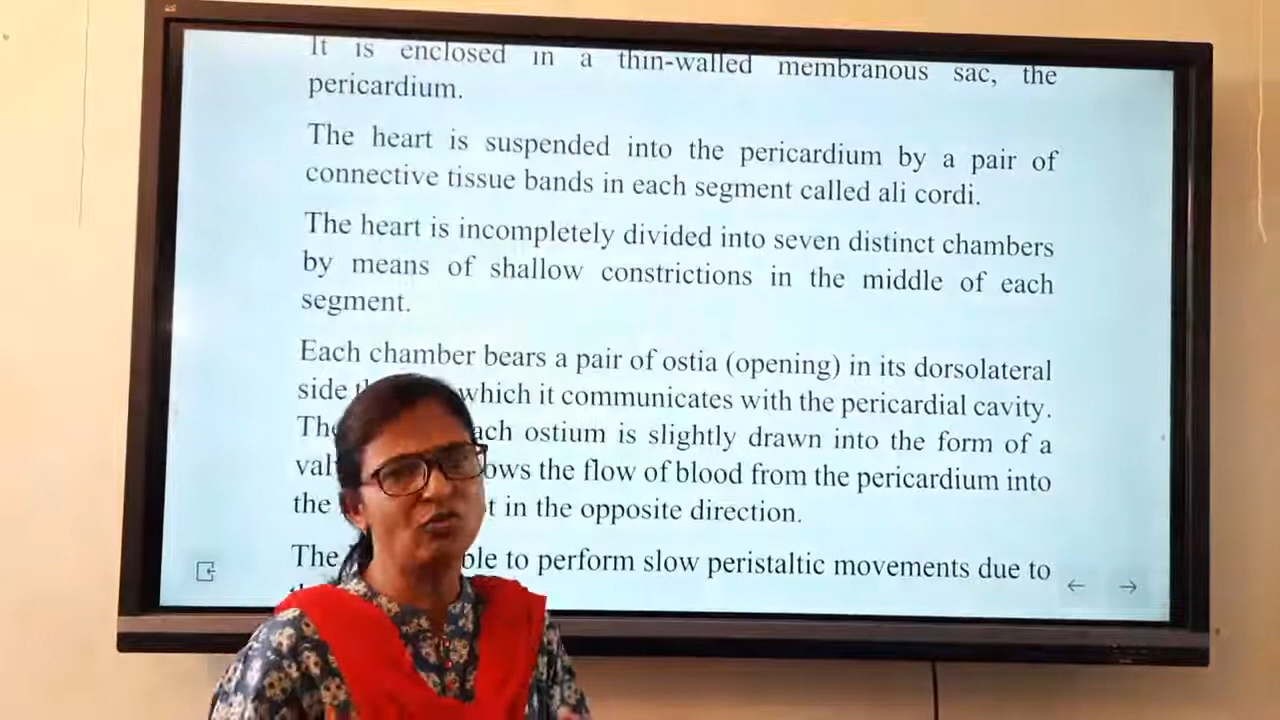 It is enclosed in a thin-walled membranous sac, the
pericardium.
The heart is suspended into the pericardium by a pair of
connective tissue bands in each segment called ali cordi.
The heart is incompletely divided into seven distinct chambers
by means of shallow constrictions in the middle of each
segment.
Each chamber bears a pair of ostia (opening) in its dorsolateral
side which it communicates with the pericardial cavity.
ostium is slightly drawn into the form of a
the flow of blood from the pericardium into
the in the opposite direction.
The to perform slow peristaltic movements due to